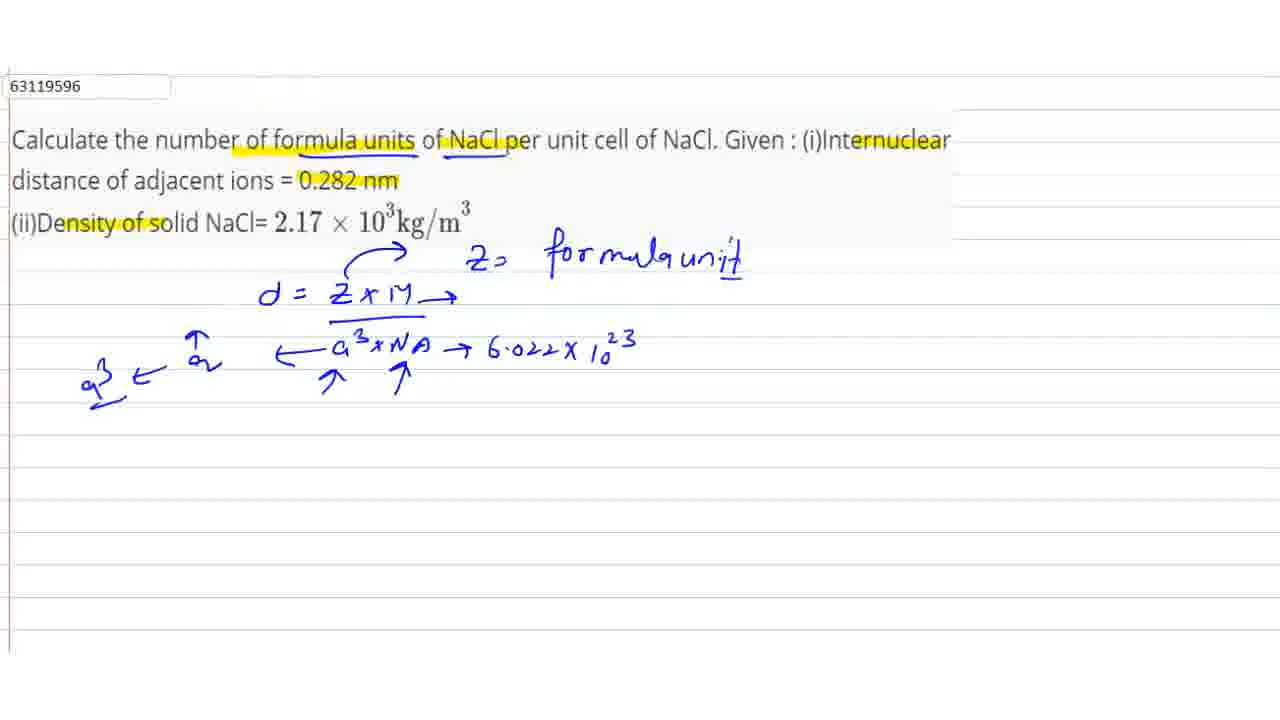 63119596
Calculate the number of formula units of NaCl per unit cell of NaCl. Given : (i)Internuclear
distance of adjacent ions = 0.282 nm
(ii)Density of solid NaCl= 2.17 × 10³kg/m³
Z= formula unit
d = Z × M
a³ × NA → 6.022 × 10²³
a³ ← a